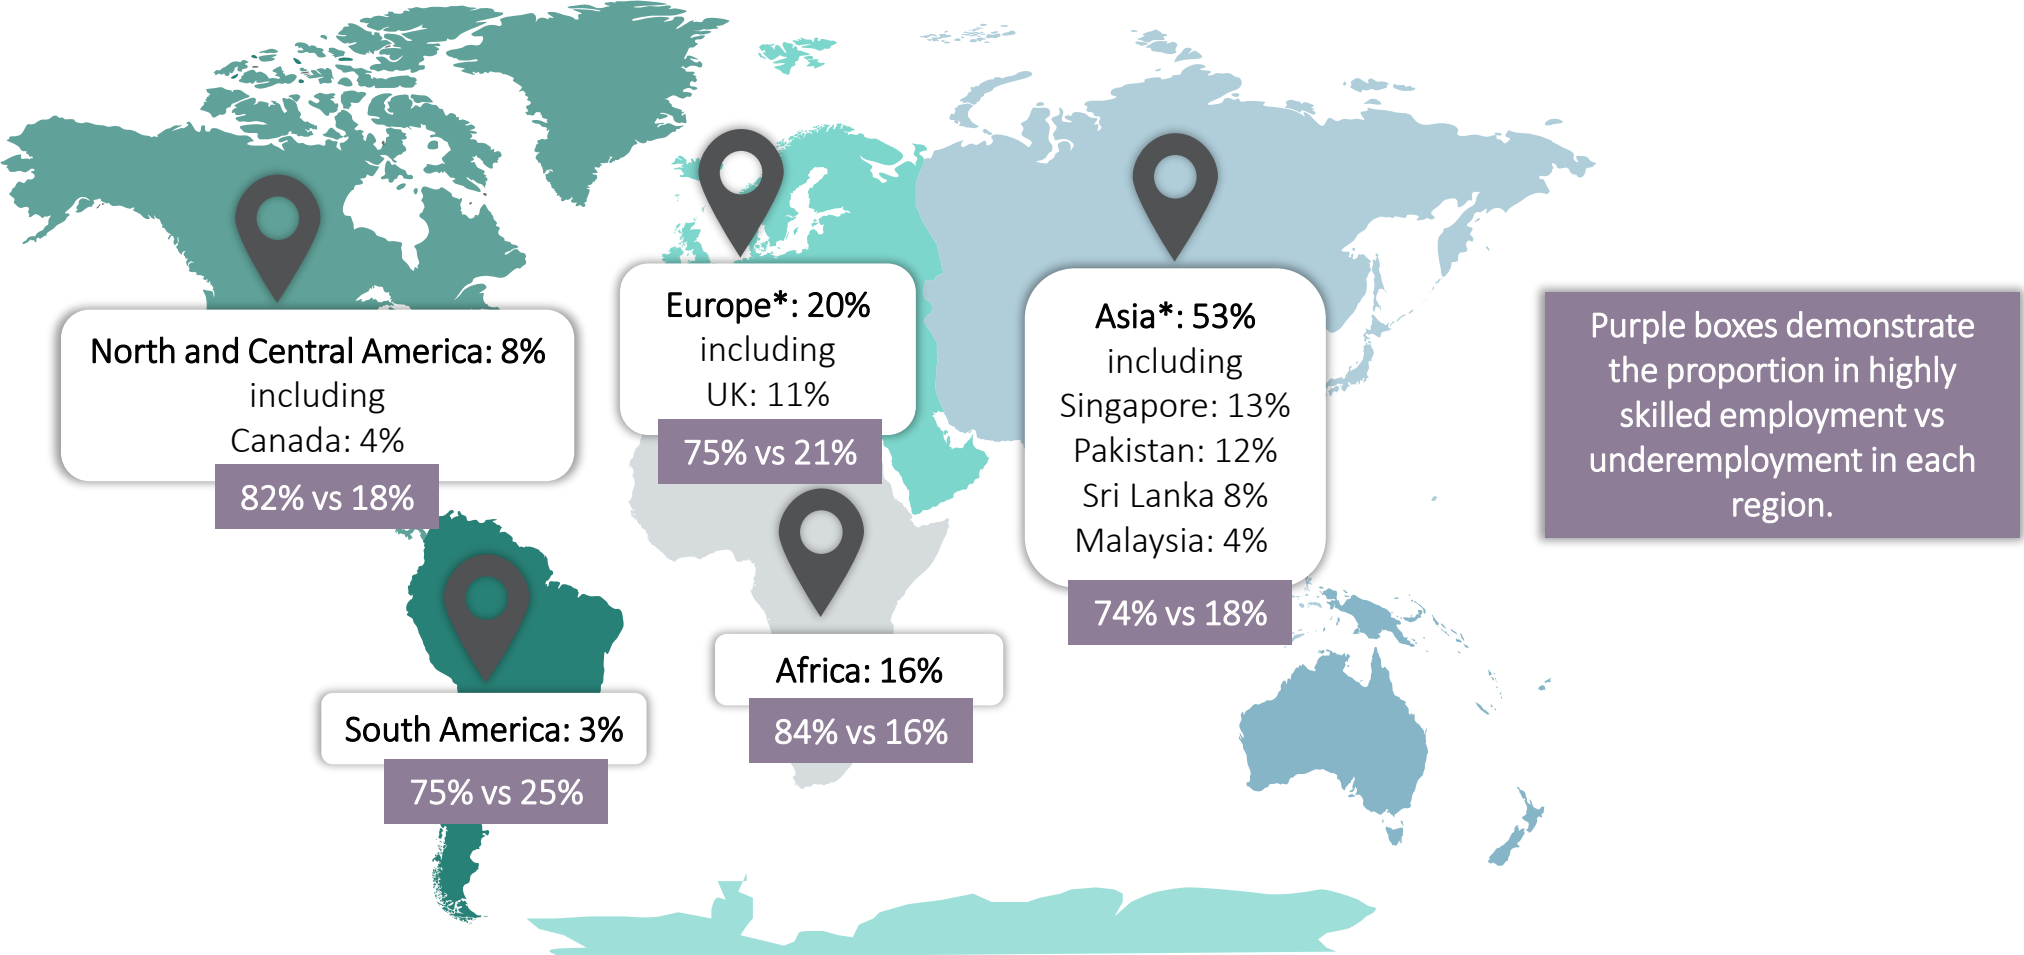 North and Central America: 8%
including
Canada: 4%
82% vs 18%
Europe*: 20%
including
UK: 11%
75% vs 21%
Asia*: 53%
including
Singapore: 13%
Pakistan: 12%
Sri Lanka 8%
Malaysia: 4%
74% vs 18%
Purple boxes demonstrate
the proportion in highly
skilled employment vs
underemployment in each
region.
South America: 3%
75% vs 25%
Africa: 16%
84% vs 16%